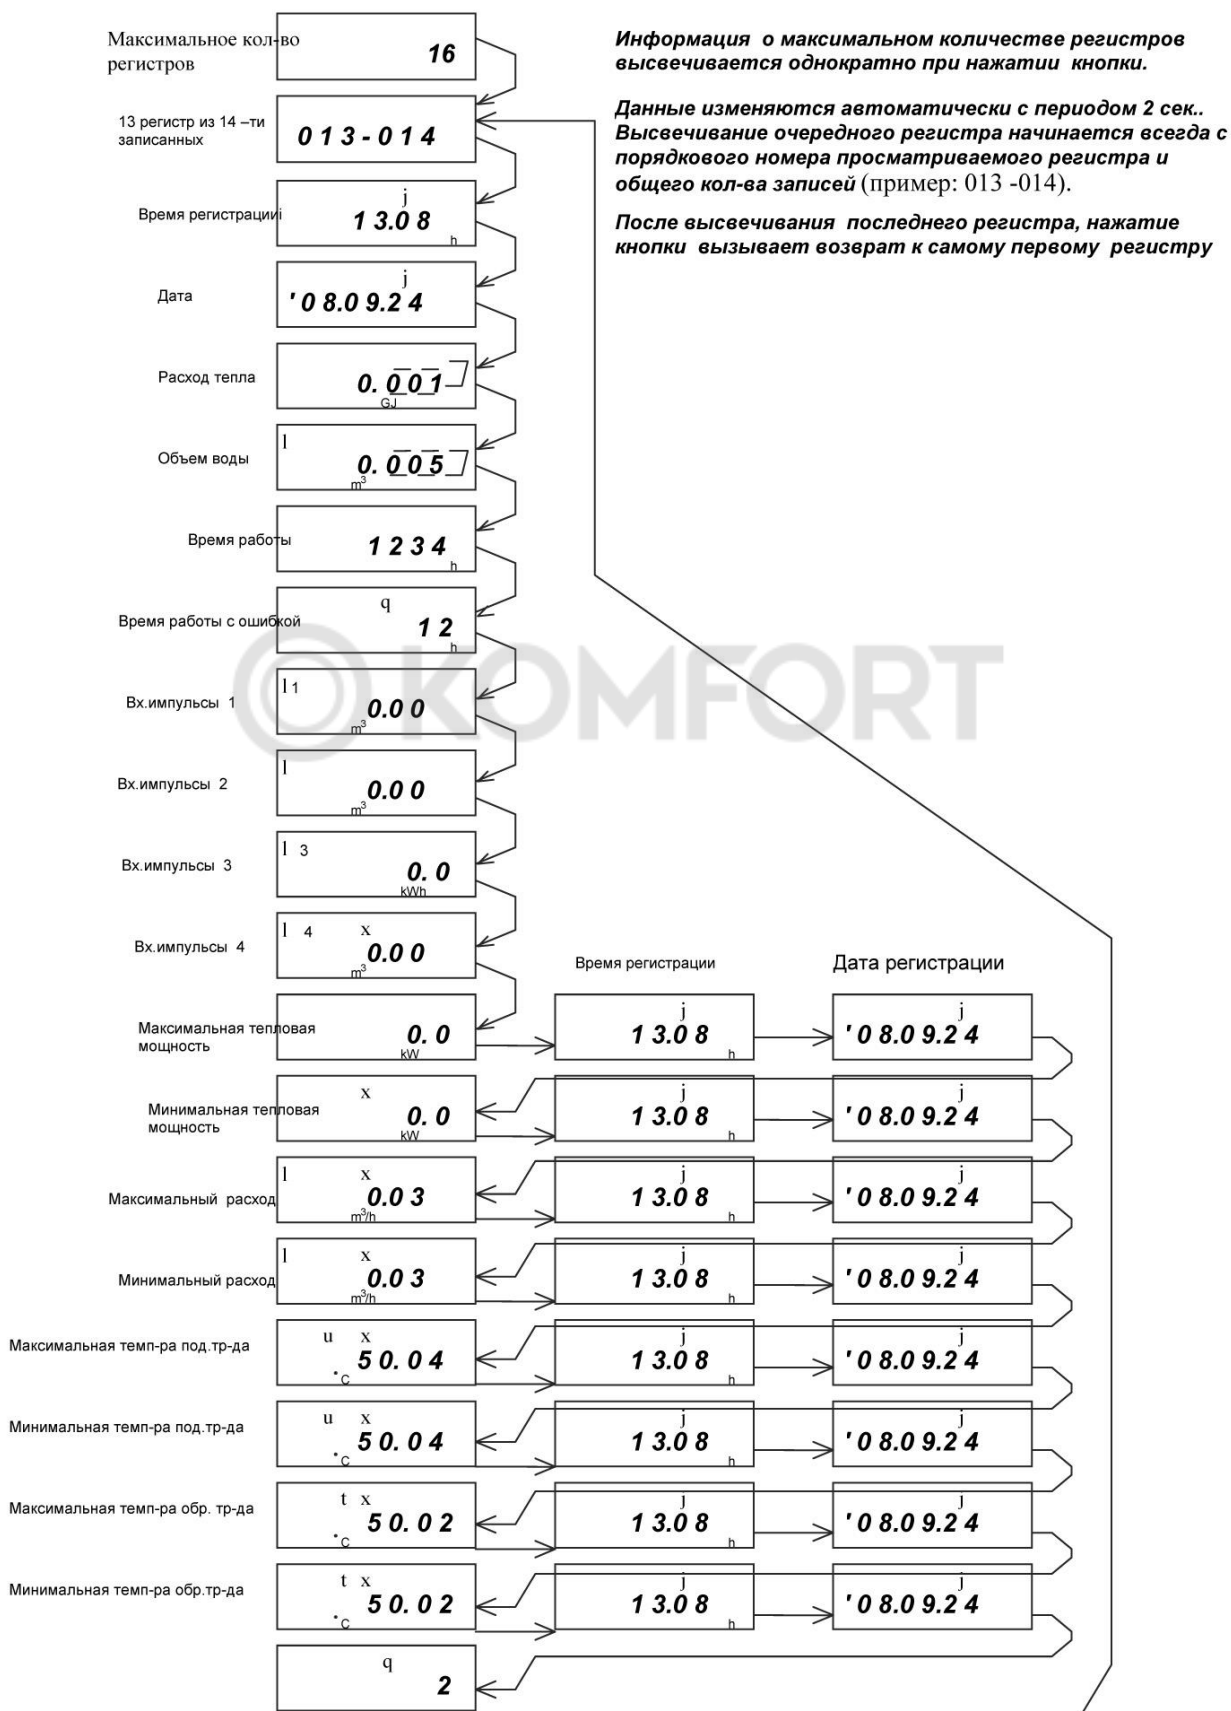 Максимальное кол-во
регистров
16
Информация о максимальном количестве регистров
высвечивается однократно при нажатии кнопки.
13 регистр из 14 –ти
записанных
013-014
Данные изменяются автоматически с периодом 2 сек..
Высвечивание очередного регистра начинается всегда с
порядкового номера просматриваемого регистра и
общего кол-ва записей (пример: 013 -014).
После высвечивания последнего регистра, нажатие
кнопки вызывает возврат к самому первому регистру
Время регистрацииi
j
13.08
h
Дата
j
'08.09.24
Расход тепла
0.001
GJ
Объем воды
l
0.005
m³
Время работы
1234
h
Время работы с ошибкой
q
12
h
KOMFORT
Вх.импульсы 1
l 1
0.00
m³
Вх.импульсы 2
l
0.00
m³
Вх.импульсы 3
l 3
0.0
kWh
Вх.импульсы 4
l 4 x
0.00
m³
Время регистрации
Дата регистрации
Максимальная тепловая
мощность
0.0
kW
j
13.08
h
j
'08.09.24
Минимальная тепловая
мощность
x
0.0
kW
j
13.08
h
j
'08.09.24
Максимальный расход
l x
0.03
m³/h
j
13.08
h
j
'08.09.24
Минимальный расход
l x
0.03
m³/h
j
13.08
h
j
'08.09.24
Максимальная темп-ра под.тр-да
u x
50.04
°C
j
13.08
h
j
'08.09.24
Минимальная темп-ра под.тр-да
u x
50.04
°C
j
13.08
h
j
'08.09.24
Максимальная темп-ра обр. тр-да
t x
50.02
°C
j
13.08
h
j
'08.09.24
Минимальная темп-ра обр.тр-да
t x
50.02
°C
j
13.08
h
j
'08.09.24
q
2